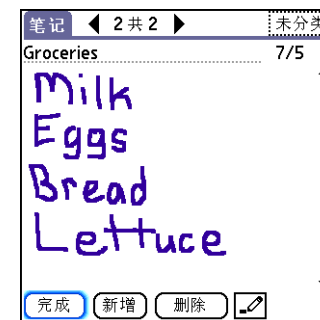 笔记 2 共 2 未分类
Groceries 7/5
Milk
Eggs
Bread
Lettuce
完成 新增 删除